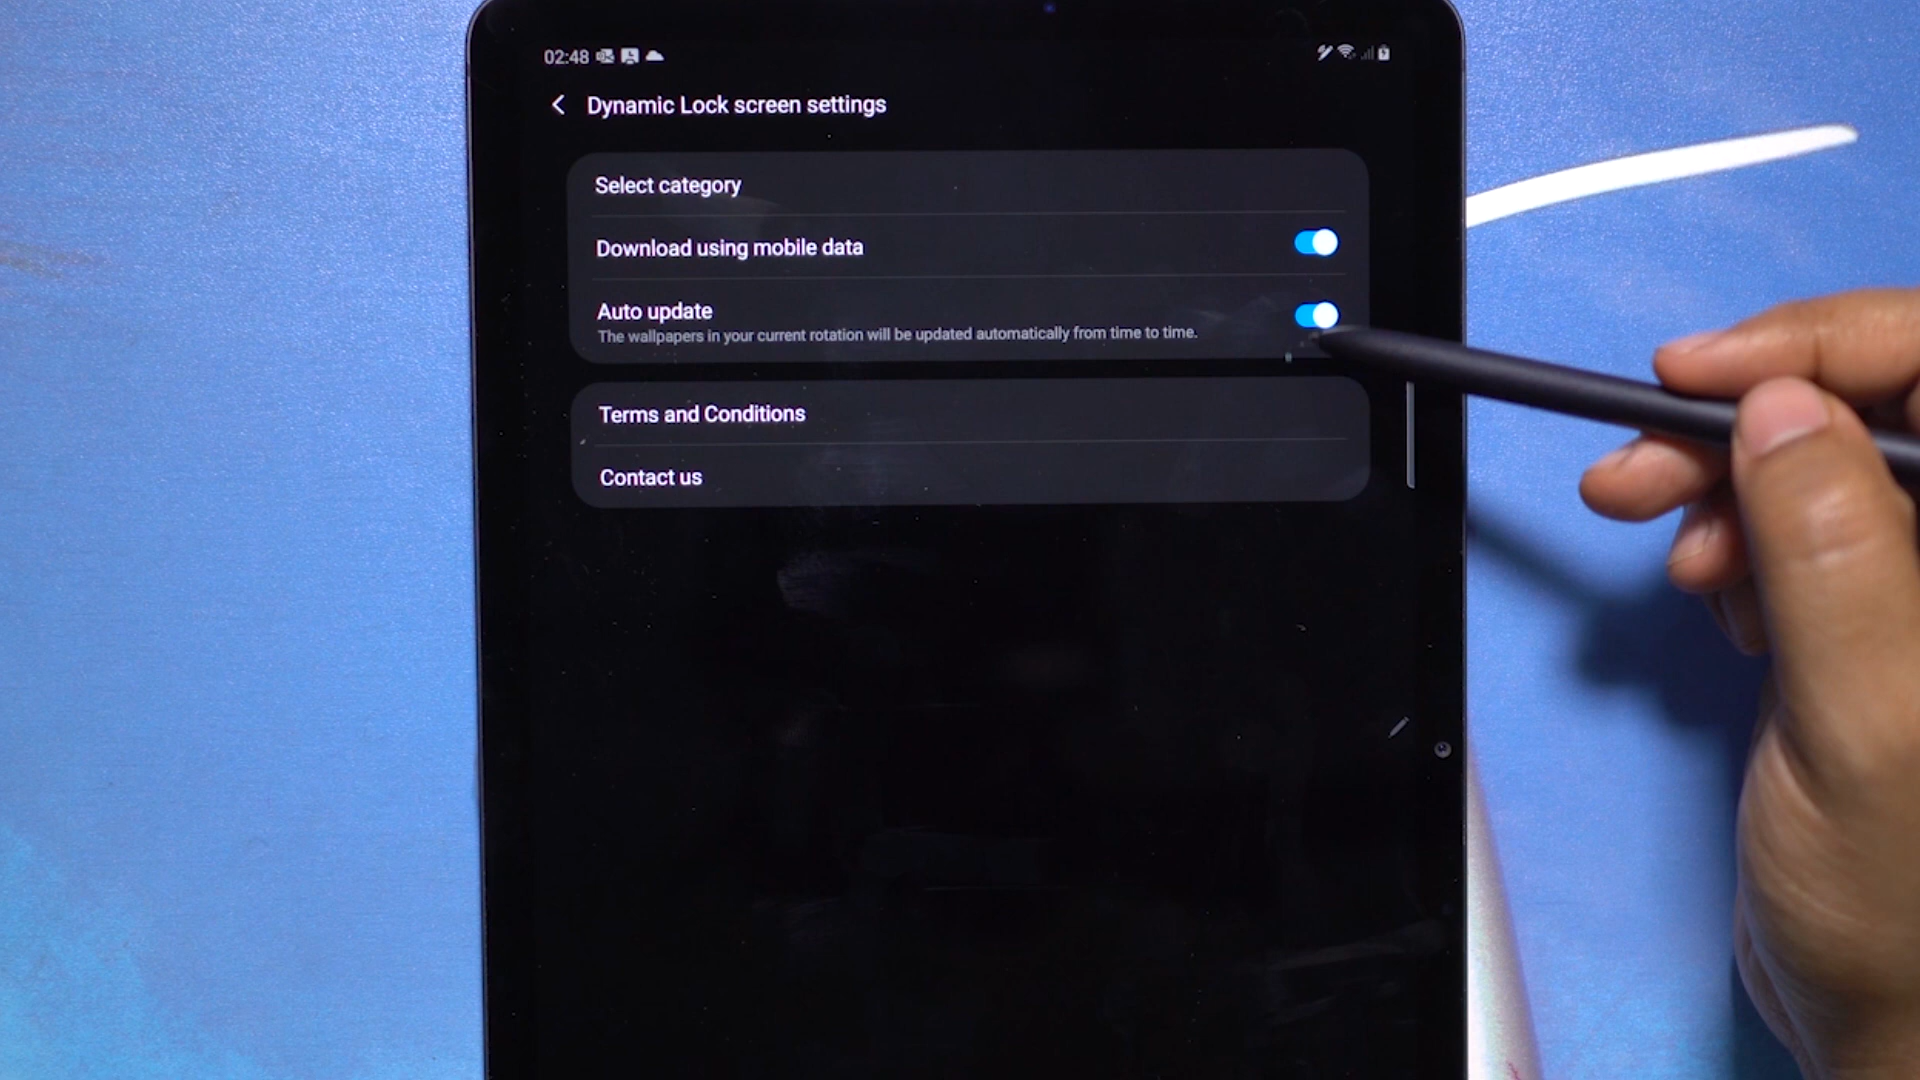 02:48
Dynamic Lock screen settings
Select category
Download using mobile data
Auto update
The wallpapers in your current rotation will be updated automatically from time to time.
Terms and Conditions
Contact us